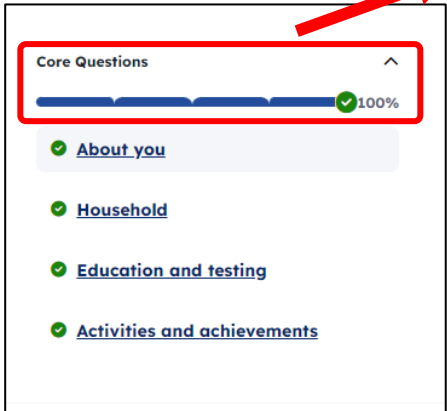 Core Questions
100%
About you
Household
Education and testing
Activities and achievements